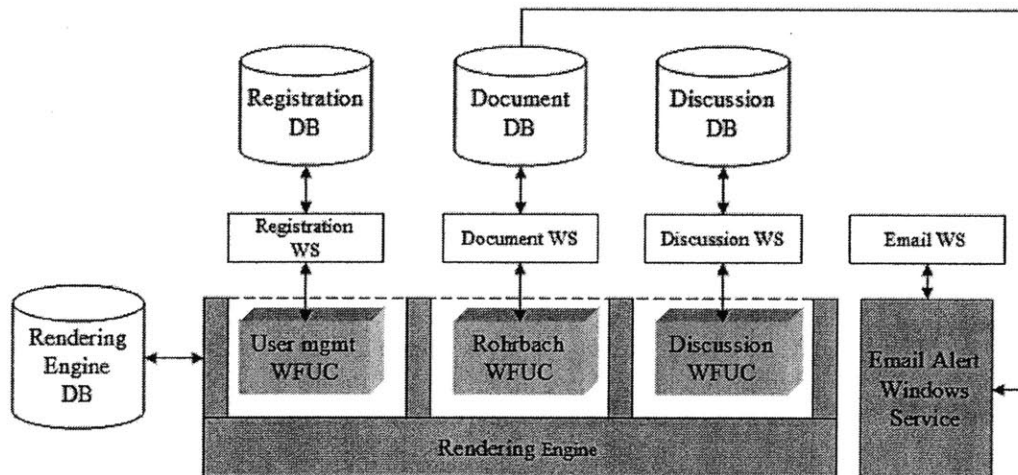 Registration
DB
Document
DB
Discussion
DB
Registration
WS
Document WS
Discussion WS
Email WS
Rendering
Engine
DB
User mgmt
WFUC
Rohrbach
WFUC
Discussion
WFUC
Email Alert
Windows
Service
Rendering Engine